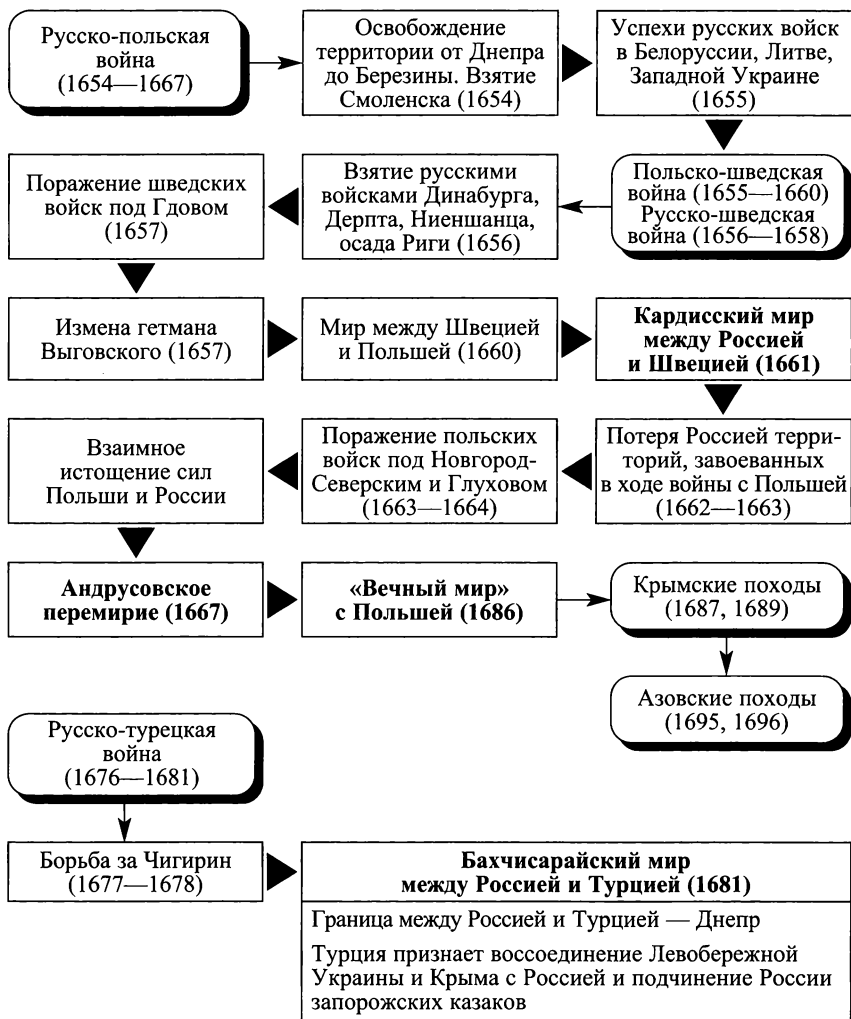 Русско-польская
война
(1654—1667)
Освобождение
территории от Днепра
до Березины. Взятие
Смоленска (1654)
Успехи русских войск
в Белоруссии, Литве,
Западной Украине
(1655)
Польско-шведская
война (1655—1660)
Русско-шведская
война (1656—1658)
Взятие русскими
войсками Динабурга,
Дерпта, Ниеншанца,
осада Риги (1656)
Поражение шведских
войск под Гдовом
(1657)
Измена гетмана
Выговского (1657)
Мир между Швецией
и Польшей (1660)
Кардисский мир
между Россией
и Швецией (1661)
Потеря Россией терри-
торий, завоеванных
в ходе войны с Польшей
(1662—1663)
Поражение польских
войск под Новгород-
Северским и Глуховом
(1663—1664)
Взаимное
истощение сил
Польши и России
Андрусовское
перемирие (1667)
«Вечный мир»
с Польшей (1686)
Крымские походы
(1687, 1689)
Азовские походы
(1695, 1696)
Русско-турецкая
война
(1676—1681)
Борьба за Чигирин
(1677—1678)
Бахчисарайский мир
между Россией и Турцией (1681)
Граница между Россией и Турцией — Днепр
Турция признает воссоединение Левобережной
Украины и Крыма с Россией и подчинение России
запорожских казаков